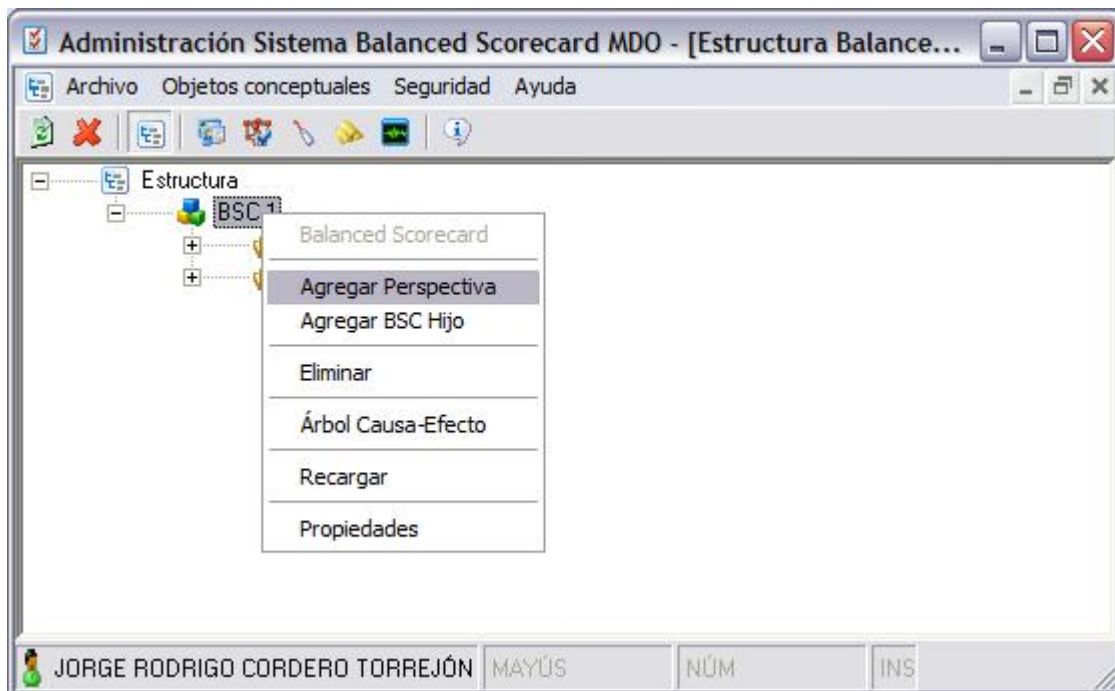 Administración Sistema Balanced Scorecard MDO - [Estructura Balance...
Archivo Objetos conceptuales Seguridad Ayuda
Estructura
BSC 1
Balanced Scorecard
Agregar Perspectiva
Agregar BSC Hijo
Eliminar
Árbol Causa-Efecto
Recargar
Propiedades
JORGE RODRIGO CORDERO TORREJÓN MAYÚS NÚM INS